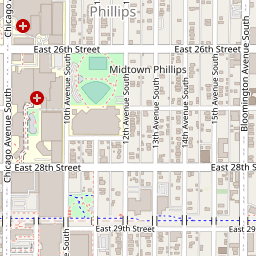 Phillips
East 26th Street
East 26th Street
Midtown Phillips
Chicago Avenue South
10th Avenue South
12th Avenue South
13th Avenue South
14th Avenue South
15th Avenue South
Bloomington Avenue South
East 28th Street
East 28th Street
East 29th Street
East 29